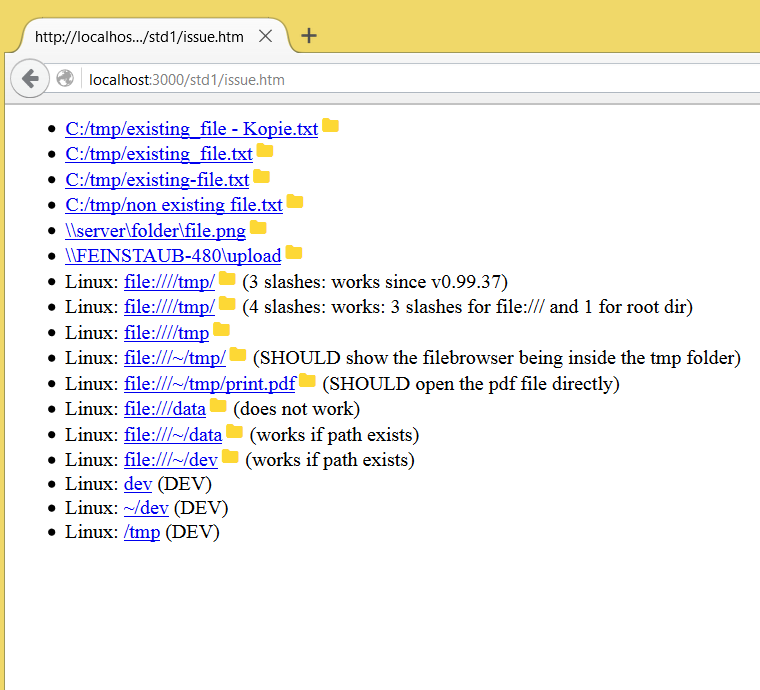 http://localhos.../std1/issue.htm
localhost:3000/std1/issue.htm
C:/tmp/existing_file - Kopie.txt
C:/tmp/existing_file.txt
C:/tmp/existing-file.txt
C:/tmp/non existing file.txt
\\server\folder\file.png
\\FEINSTAUB-480\upload
Linux: file:////tmp/ (3 slashes: works since v0.99.37)
Linux: file:////tmp/ (4 slashes: works: 3 slashes for file:/// and 1 for root dir)
Linux: file:////tmp
Linux: file:///~/tmp/ (SHOULD show the filebrowser being inside the tmp folder)
Linux: file:///~/tmp/print.pdf (SHOULD open the pdf file directly)
Linux: file:///data (does not work)
Linux: file:///~/data (works if path exists)
Linux: file:///~/dev (works if path exists)
Linux: dev (DEV)
Linux: ~/dev (DEV)
Linux: /tmp (DEV)